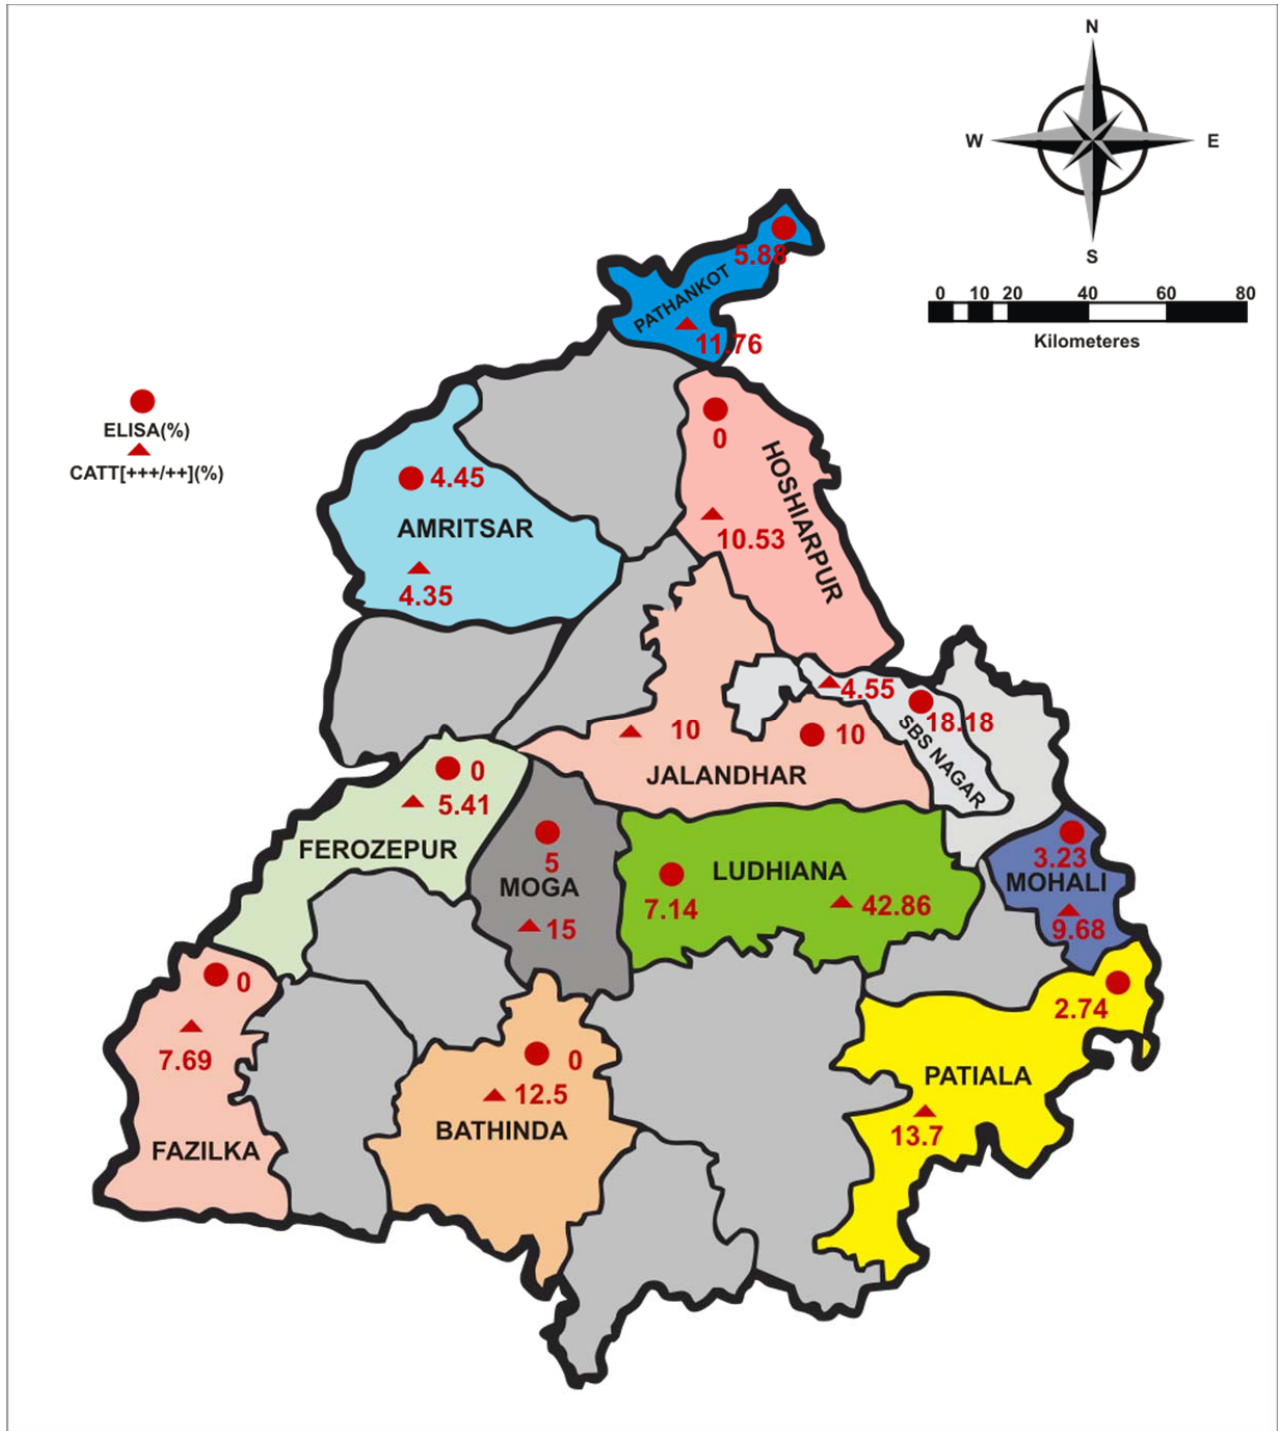 N
W
E
S
0 10 20 40 60 80
Kilometeres
ELISA(%)
CATT[+++/++](%)
5.88
PATHANKOT
11.76
0
HOSHIARPUR
10.53
4.45
AMRITSAR
4.35
4.55
18.18
SBS NAGAR
10
10
JALANDHAR
0
5.41
FEROZEPUR
5
MOGA
15
LUDHIANA
7.14
42.86
3.23
MOHALI
9.68
0
7.69
FAZILKA
0
12.5
BATHINDA
2.74
PATIALA
13.7